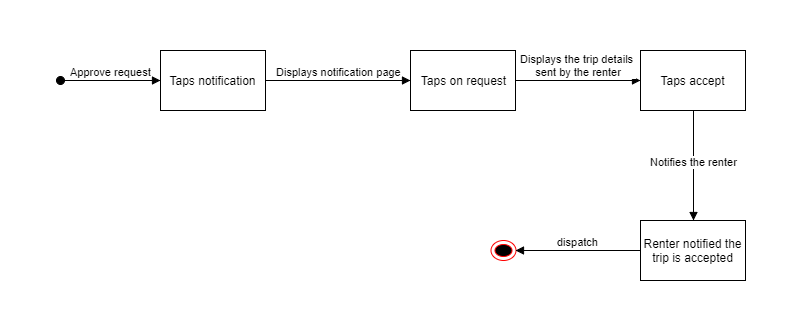 Approve request
Taps notification
Displays notification page
Taps on request
Displays the trip details
sent by the renter
Taps accept
Notifies the renter
Renter notified the
trip is accepted
dispatch